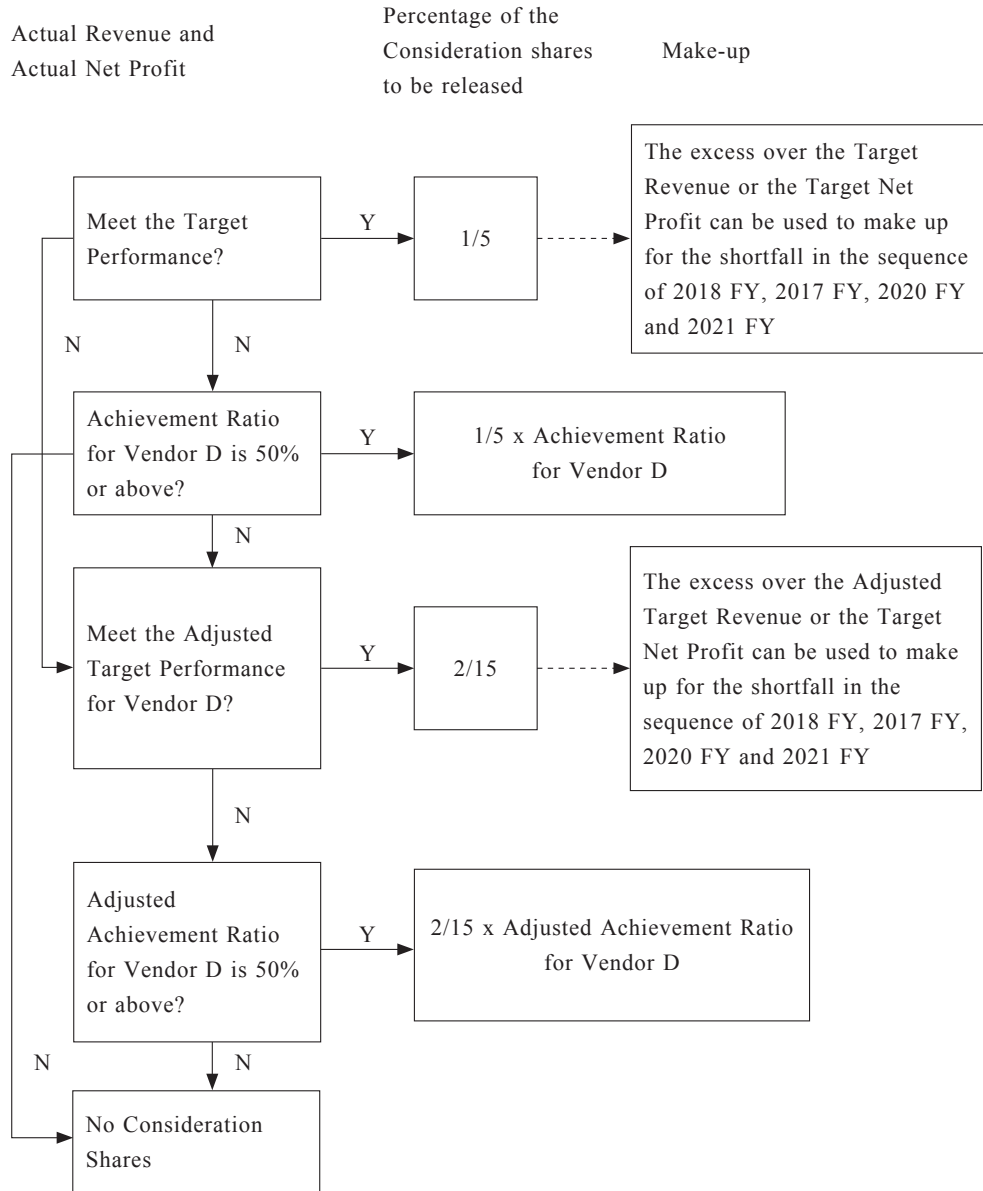 Actual Revenue and
Actual Net Profit
Percentage of the
Consideration shares
to be released
Make-up
Meet the Target
Performance?
Y
1/5
The excess over the Target
Revenue or the Target Net
Profit can be used to make up
for the shortfall in the sequence
of 2018 FY, 2017 FY, 2020 FY
and 2021 FY
N
N
Achievement Ratio
for Vendor D is 50%
or above?
Y
1/5 x Achievement Ratio
for Vendor D
N
Meet the Adjusted
Target Performance
for Vendor D?
Y
2/15
The excess over the Adjusted
Target Revenue or the Target
Net Profit can be used to make
up for the shortfall in the
sequence of 2018 FY, 2017 FY,
2020 FY and 2021 FY
N
Adjusted
Achievement Ratio
for Vendor D is 50%
or above?
Y
2/15 x Adjusted Achievement Ratio
for Vendor D
N
N
No Consideration
Shares